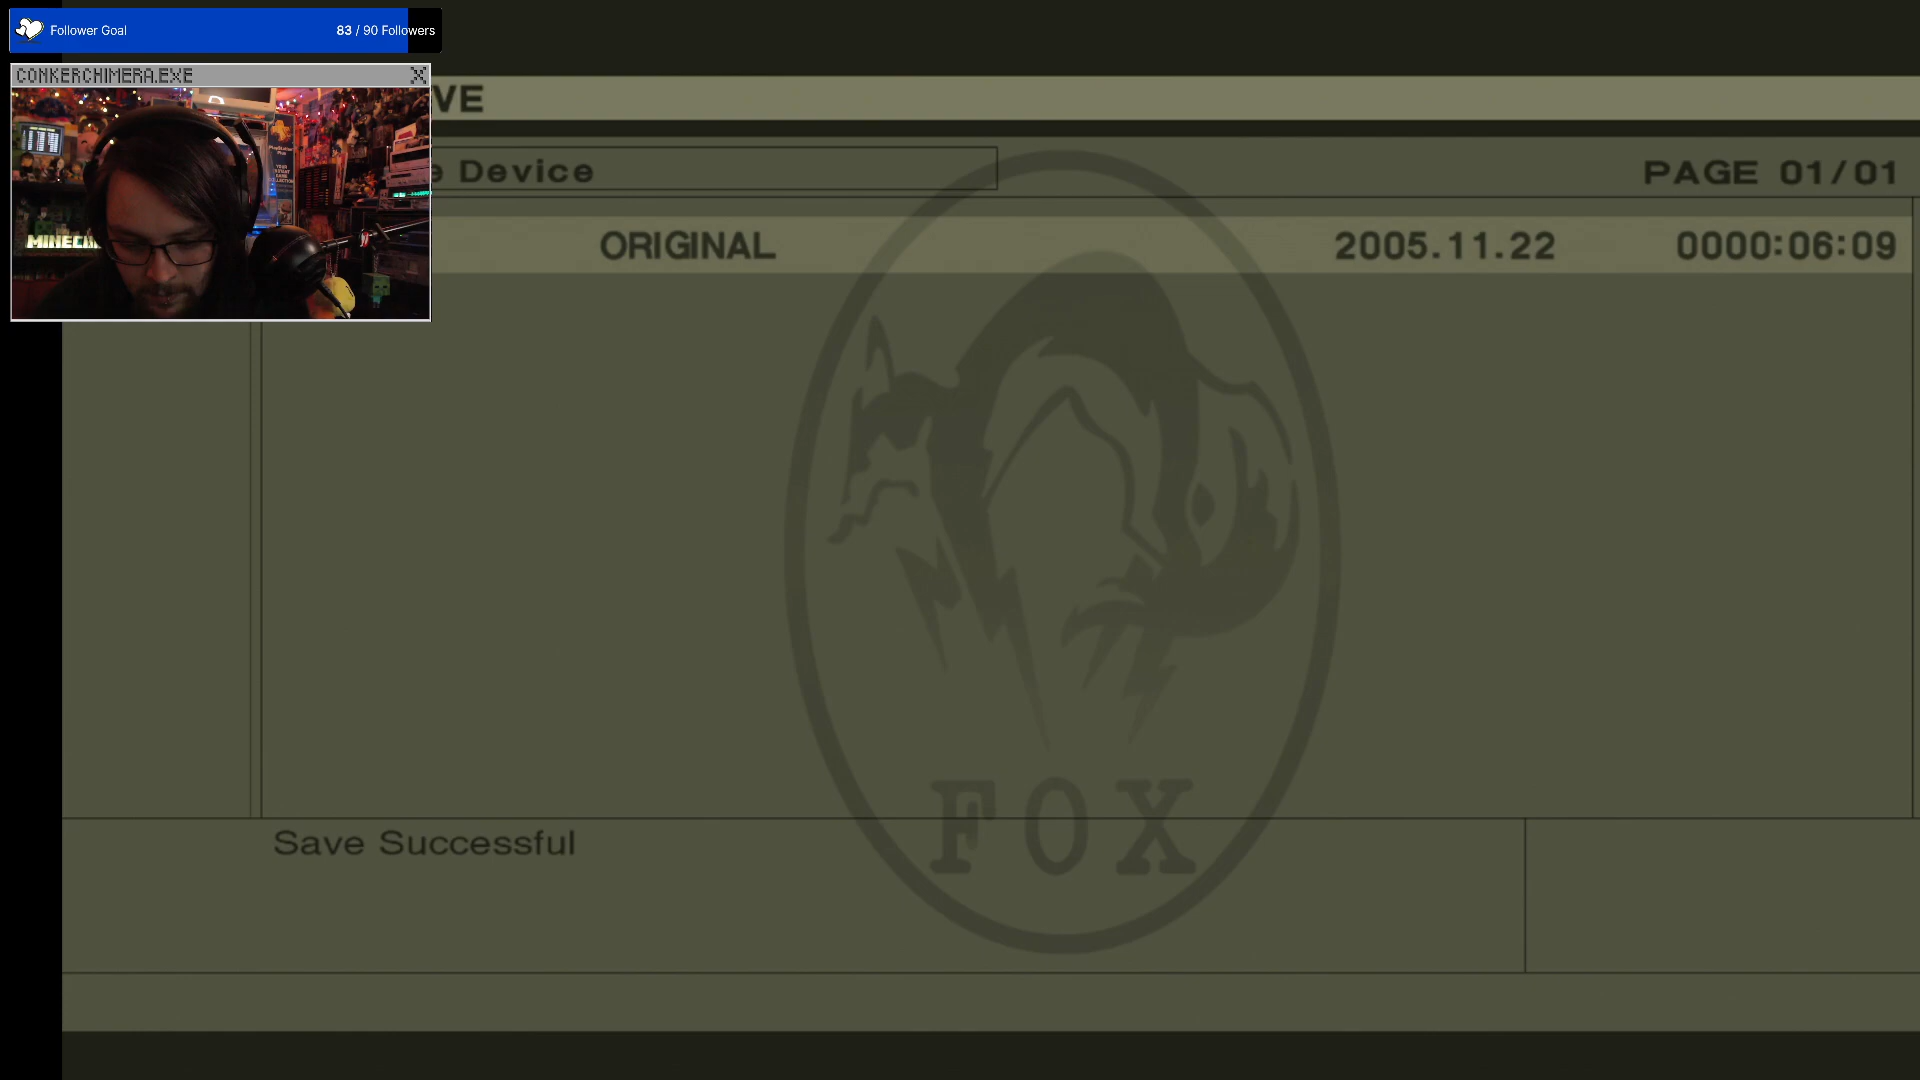 Follower Goal
83 / 90 Followers
CONKERCHIMERA.EXE X
VE
e Device
PAGE 01/01
ORIGINAL 2005.11.22 0000:06:09
MINEC
FOX
Save Successful